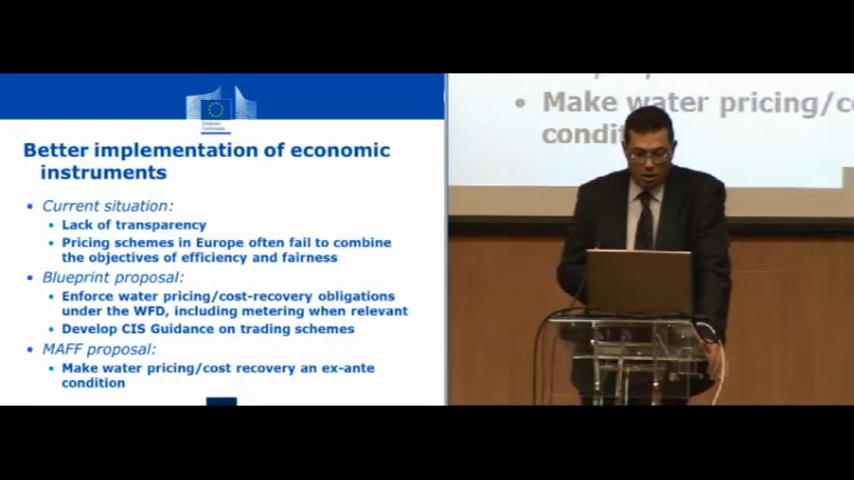 European
Commission
Better implementation of economic
instruments
• Current situation:
• Lack of transparency
• Pricing schemes in Europe often fail to combine
the objectives of efficiency and fairness
• Blueprint proposal:
• Enforce water pricing/cost-recovery obligations
under the WFD, including metering when relevant
• Develop CIS Guidance on trading schemes
• MAFF proposal:
• Make water pricing/cost recovery an ex-ante
condition
• Make water pricing/